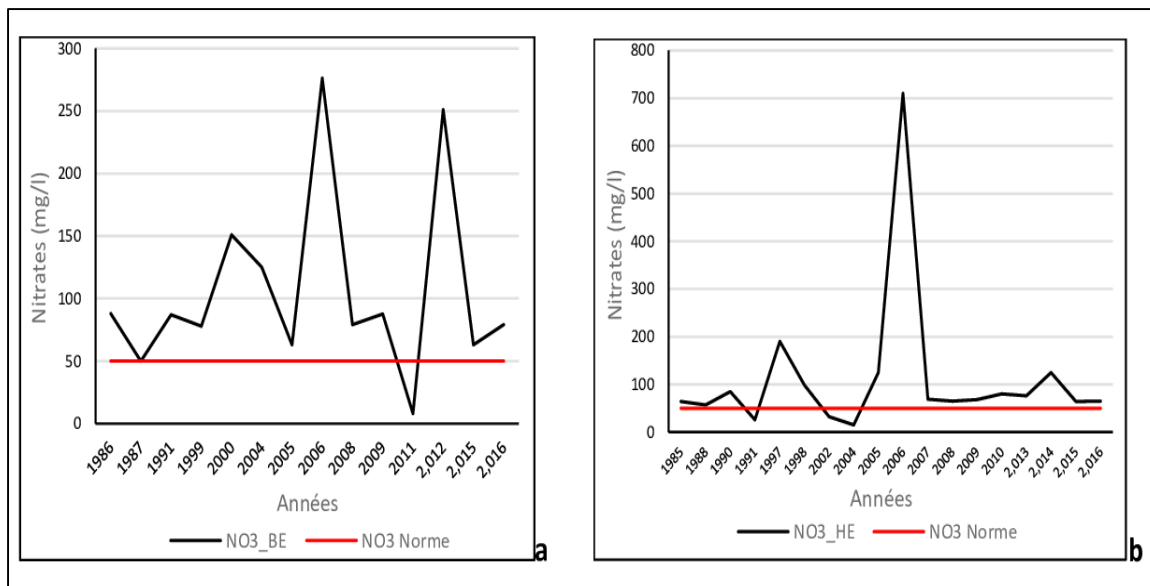 300
250
200
150
100
50
0
Nitrates (mg/l)
1986 1987 1991 1999 2000 2004 2005 2006 2008 2009 2011 2,012 2,015 2,016
Années
NO3_BE NO3 Norme
a
800
700
600
500
400
300
200
100
0
Nitrates (mg/l)
1985 1988 1990 1991 1997 1998 2002 2004 2005 2006 2007 2008 2009 2010 2,013 2,014 2,015 2,016
Années
NO3_HE NO3 Norme
b